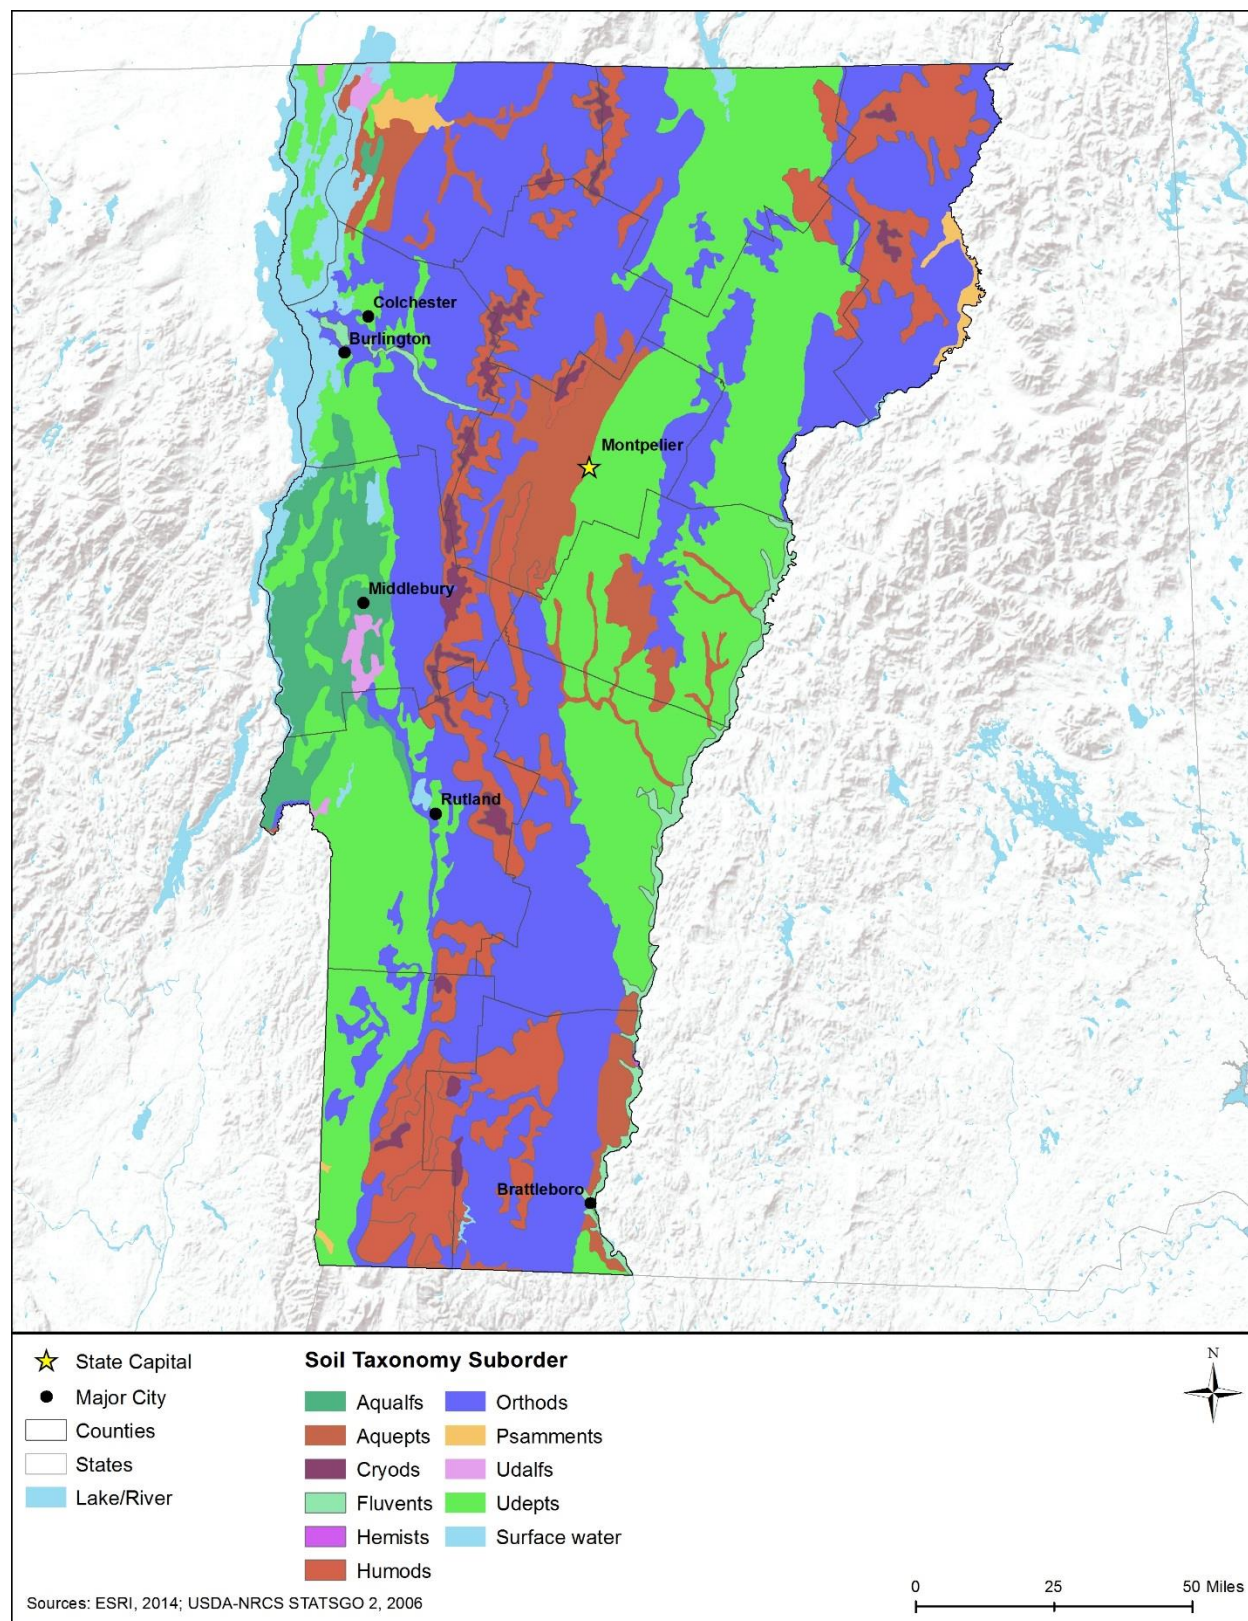 Colchester
Burlington
Montpelier
Middlebury
Rutland
Brattleboro
State Capital
Major City
Counties
States
Lake/River
Soil Taxonomy Suborder
Aqualfs
Aquepts
Cryods
Fluvents
Hemists
Humods
Orthods
Psamments
Udalfs
Udepts
Surface water
N
0 25 50 Miles
Sources: ESRI, 2014; USDA-NRCS STATSGO 2, 2006